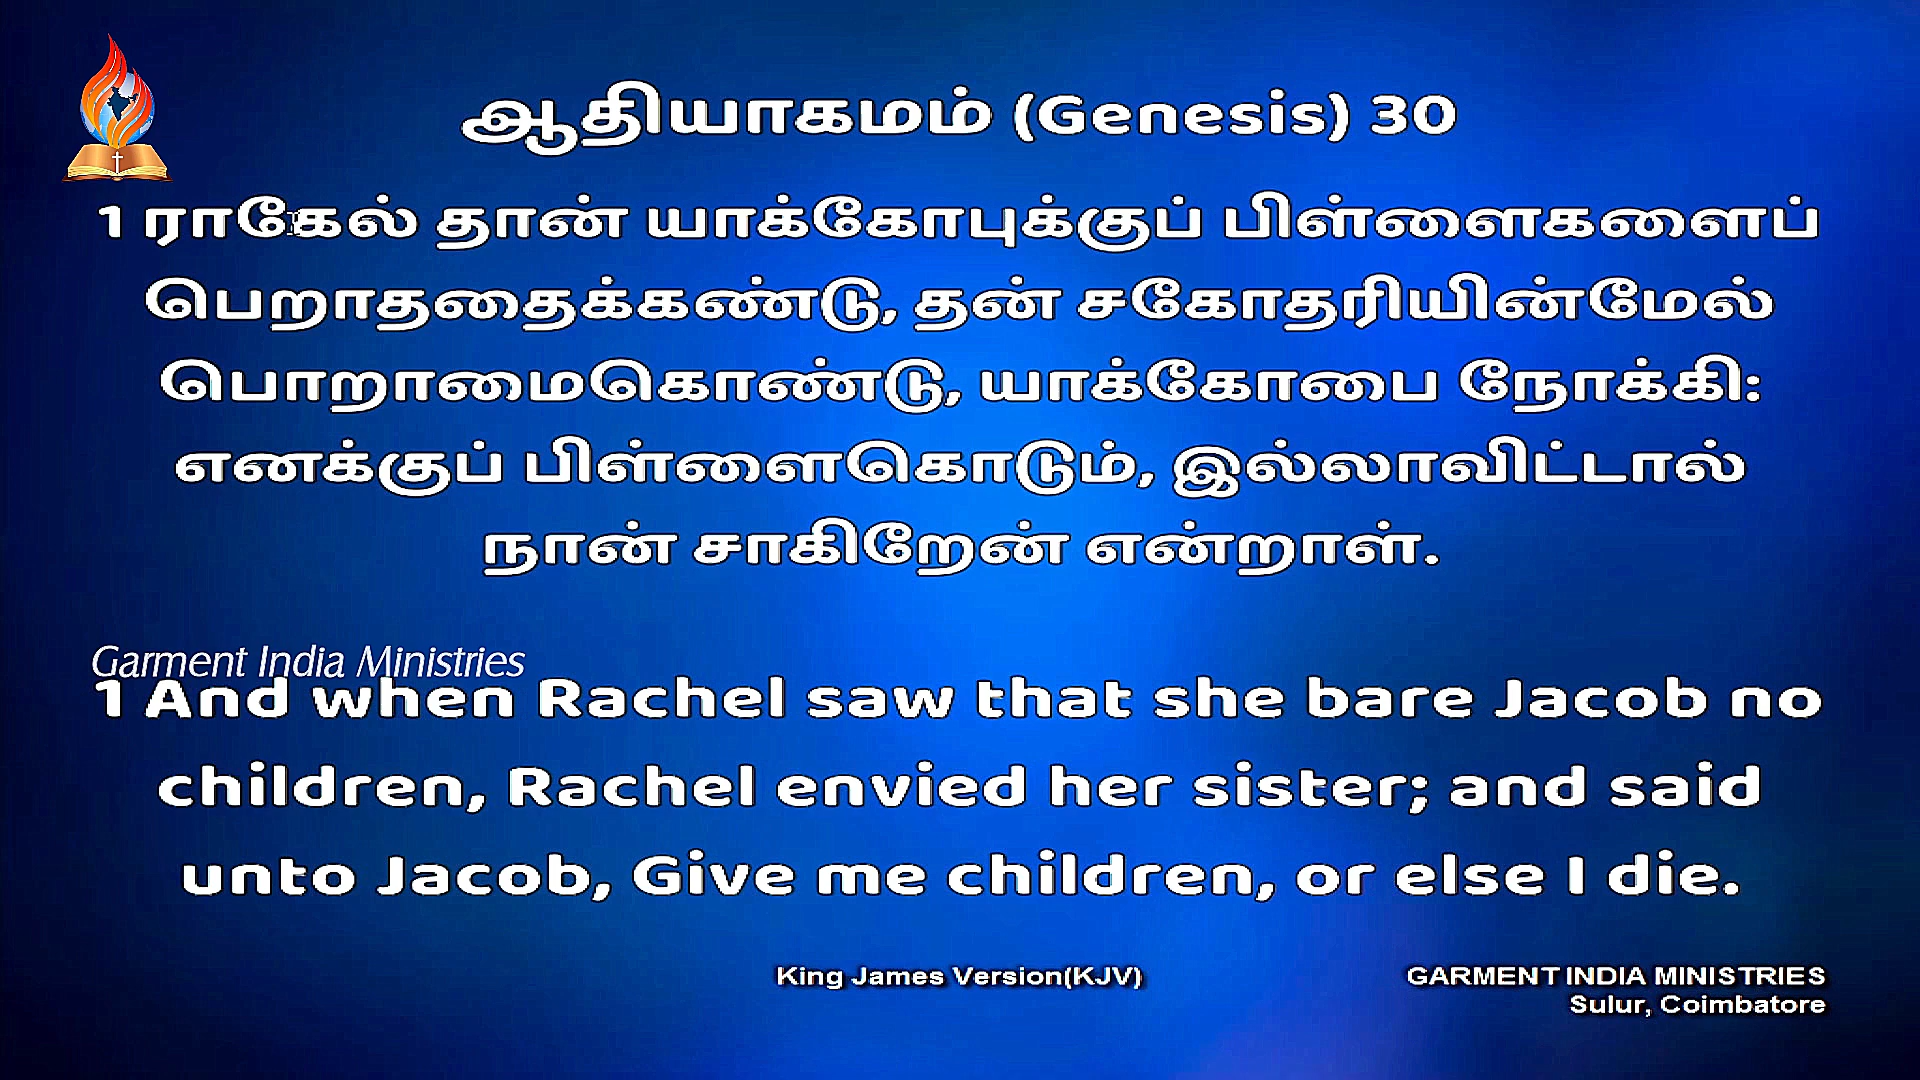 ஆதியாகமம் (Genesis) 30
1 ராகேல் தான் யாக்கோபுக்குப் பிள்ளைகளைப்
பெறாததைக்கண்டு, தன் சகோதரியின்மேல்
பொறாமைகொண்டு, யாக்கோபை நோக்கி:
எனக்குப் பிள்ளைகொடும், இல்லாவிட்டால்
நான் சாகிறேன் என்றாள்.
Garment India Ministries
1 And when Rachel saw that she bare Jacob no
children, Rachel envied her sister; and said
unto Jacob, Give me children, or else I die.
King James Version(KJV)
GARMENT INDIA MINISTRIES
Sulur, Coimbatore